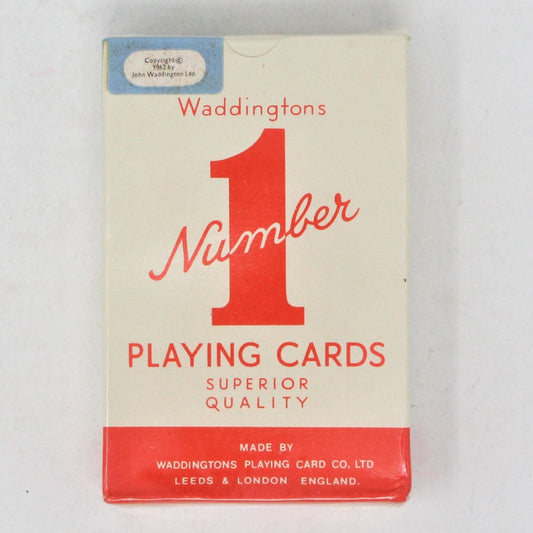 Copyright ©
1962 by
John Waddington Ltd.
Waddingtons
1
Number
PLAYING CARDS
SUPERIOR
QUALITY
MADE BY
WADDINGTONS PLAYING CARD CO. LTD
LEEDS & LONDON ENGLAND.